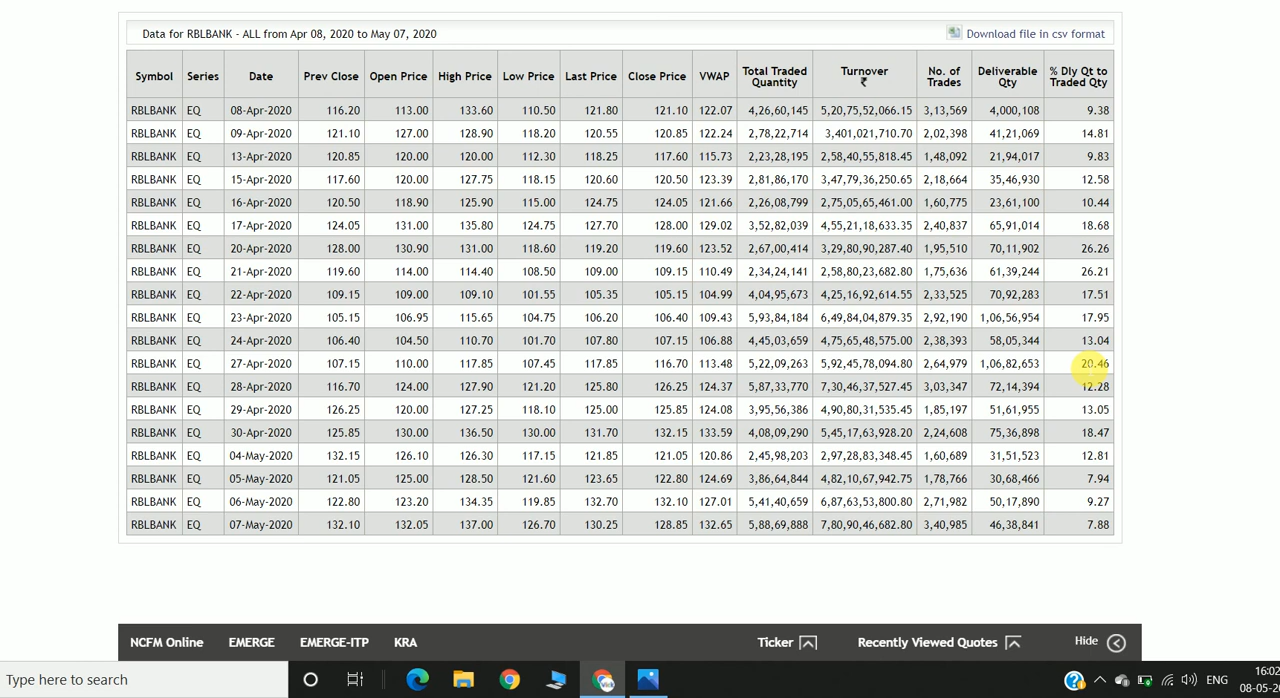 Data for RBLBANK - ALL from Apr 08, 2020 to May 07, 2020 Download file in csv format
Symbol Series Date Prev Close Open Price High Price Low Price Last Price Close Price VWAP Total Traded Quantity Turnover ₹ No. of Trades Deliverable Qty % Dly Qt to Traded Qty
RBLBANK EQ 08-Apr-2020 116.20 113.00 133.60 110.50 121.80 121.10 122.07 4,26,60,145 5,20,75,52,066.15 3,13,569 4,000,108 9.38
RBLBANK EQ 09-Apr-2020 121.10 127.00 128.90 118.20 120.55 120.85 122.24 2,78,22,714 3,401,021,710.70 2,02,398 41,21,069 14.81
RBLBANK EQ 13-Apr-2020 120.85 120.00 120.00 112.30 118.25 117.60 115.73 2,23,28,195 2,58,40,55,818.45 1,48,092 21,94,017 9.83
RBLBANK EQ 15-Apr-2020 117.60 120.00 127.75 118.15 120.60 120.50 123.39 2,81,86,170 3,47,79,36,250.65 2,18,664 35,46,930 12.58
RBLBANK EQ 16-Apr-2020 120.50 118.90 125.90 115.00 124.75 124.05 121.66 2,26,08,799 2,75,05,65,461.00 1,60,775 23,61,100 10.44
RBLBANK EQ 17-Apr-2020 124.05 131.00 135.80 124.75 127.70 128.00 129.02 3,52,82,039 4,55,21,18,633.35 2,40,837 65,91,014 18.68
RBLBANK EQ 20-Apr-2020 128.00 130.90 131.00 118.60 119.20 119.60 123.52 2,67,00,414 3,29,80,90,287.40 1,95,510 70,11,902 26.26
RBLBANK EQ 21-Apr-2020 119.60 114.00 114.40 108.50 109.00 109.15 110.49 2,34,24,141 2,58,80,23,682.80 1,75,636 61,39,244 26.21
RBLBANK EQ 22-Apr-2020 109.15 109.00 109.10 101.55 105.35 105.15 104.99 4,04,95,673 4,25,16,92,614.55 2,33,525 70,92,283 17.51
RBLBANK EQ 23-Apr-2020 105.15 106.95 115.65 104.75 106.20 106.40 109.43 5,93,84,184 6,49,84,04,879.35 2,92,190 1,06,56,954 17.95
RBLBANK EQ 24-Apr-2020 106.40 104.50 110.70 101.70 107.80 107.15 106.88 4,45,03,659 4,75,65,48,575.00 2,38,393 58,05,344 13.04
RBLBANK EQ 27-Apr-2020 107.15 110.00 117.85 107.45 117.85 116.70 113.48 5,22,09,263 5,92,45,78,094.80 2,64,979 1,06,82,653 20.46
RBLBANK EQ 28-Apr-2020 116.70 124.00 127.90 121.20 125.80 126.25 124.37 5,87,33,770 7,30,46,37,527.45 3,03,347 72,14,394 12.28
RBLBANK EQ 29-Apr-2020 126.25 120.00 127.25 118.10 125.00 125.85 124.08 3,95,56,386 4,90,80,31,535.45 1,85,197 51,61,955 13.05
RBLBANK EQ 30-Apr-2020 125.85 130.00 136.50 130.00 131.70 132.15 133.59 4,08,09,290 5,45,17,63,928.20 2,24,608 75,36,898 18.47
RBLBANK EQ 04-May-2020 132.15 126.10 126.30 117.15 121.85 121.05 120.86 2,45,98,203 2,97,28,83,348.45 1,60,689 31,51,523 12.81
RBLBANK EQ 05-May-2020 121.05 125.00 128.50 121.60 123.65 122.80 124.69 3,86,64,844 4,82,10,67,942.75 1,78,766 30,68,466 7.94
RBLBANK EQ 06-May-2020 122.80 123.20 134.35 119.85 132.70 132.10 127.01 5,41,40,659 6,87,63,53,800.80 2,71,982 50,17,890 9.27
RBLBANK EQ 07-May-2020 132.10 132.05 137.00 126.70 130.25 128.85 132.65 5,88,69,888 7,80,90,46,682.80 3,40,985 46,38,841 7.88
NCFM Online EMERGE EMERGE-ITP KRA Ticker Recently Viewed Quotes Hide
Type here to search ENG 16:02